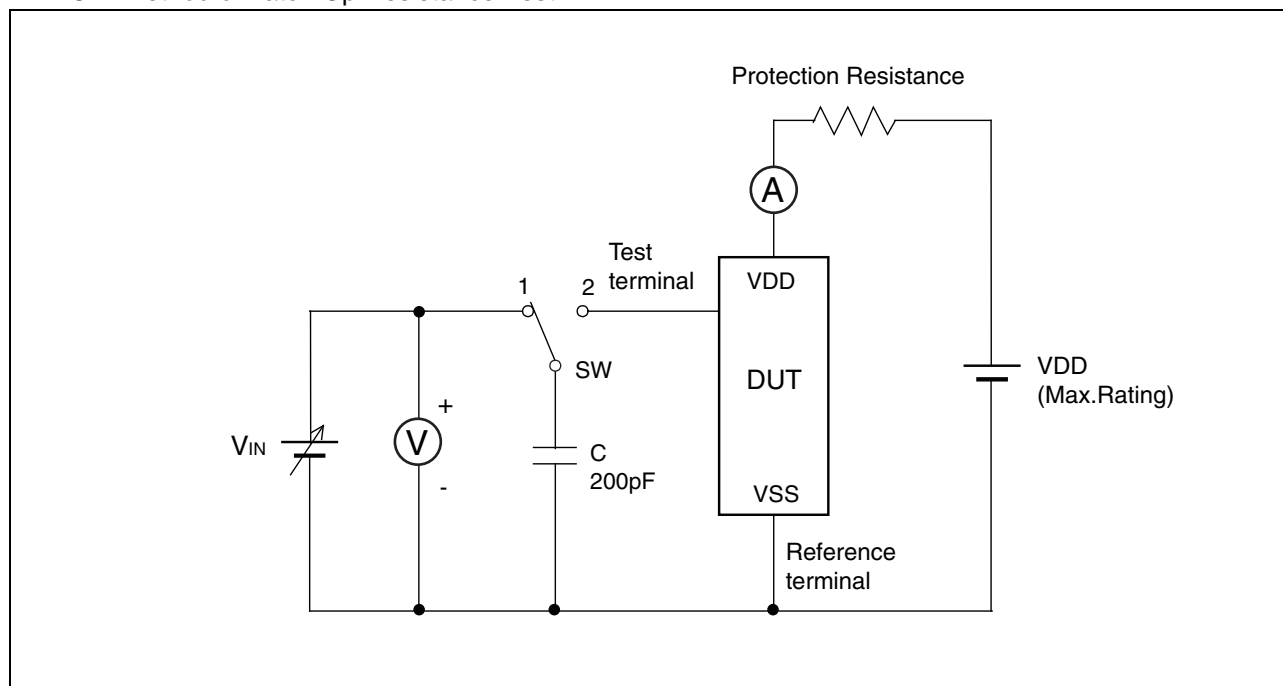 Protection Resistance
A
Test
terminal
1
2
VDD
SW
DUT
VDD
(Max.Rating)
VIN
+
V
-
C
200pF
VSS
Reference
terminal